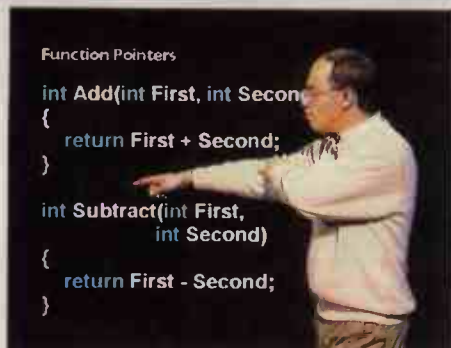 Function Pointers
int Add(int First, int Secon
{
return First + Second;
}
int Subtract(int First,
int Second)
{
return First - Second;
}